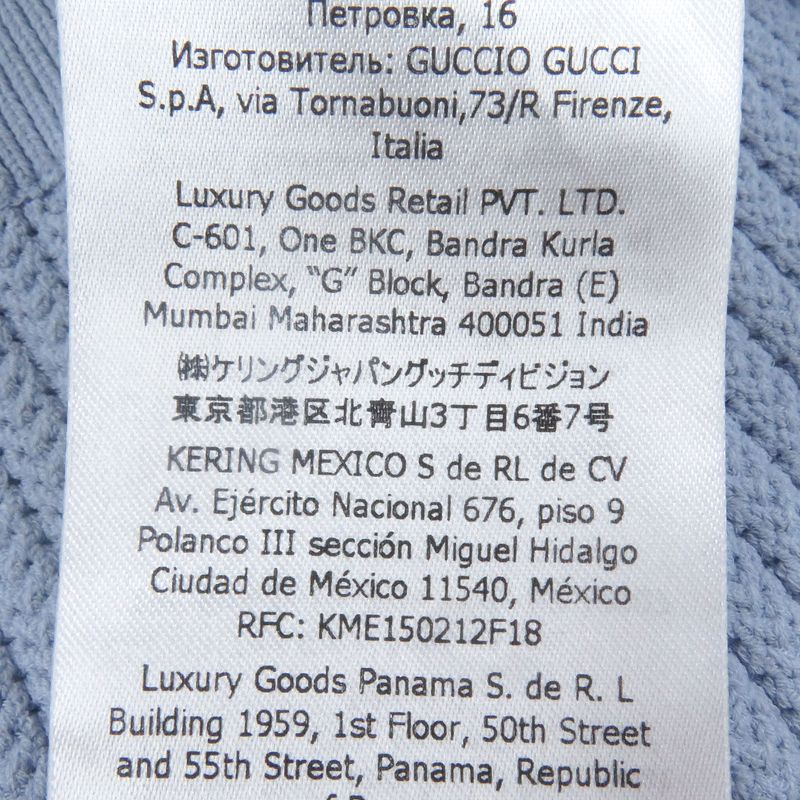 Петровка, 16
Изготовитель: GUCCIO GUCCI
S.p.A, via Tornabuoni,73/R Firenze,
Italia
Luxury Goods Retail PVT. LTD.
C-601, One BKC, Bandra Kurla
Complex, "G" Block, Bandra (E)
Mumbai Maharashtra 400051 India
㈱ケリングジャパングッチディビジョン
東京都港区北青山3丁目6番7号
KERING MEXICO S de RL de CV
Av. Ejército Nacional 676, piso 9
Polanco III sección Miguel Hidalgo
Ciudad de México 11540, México
RFC: KME150212F18
Luxury Goods Panama S. de R. L
Building 1959, 1st Floor, 50th Street
and 55th Street, Panama, Republic